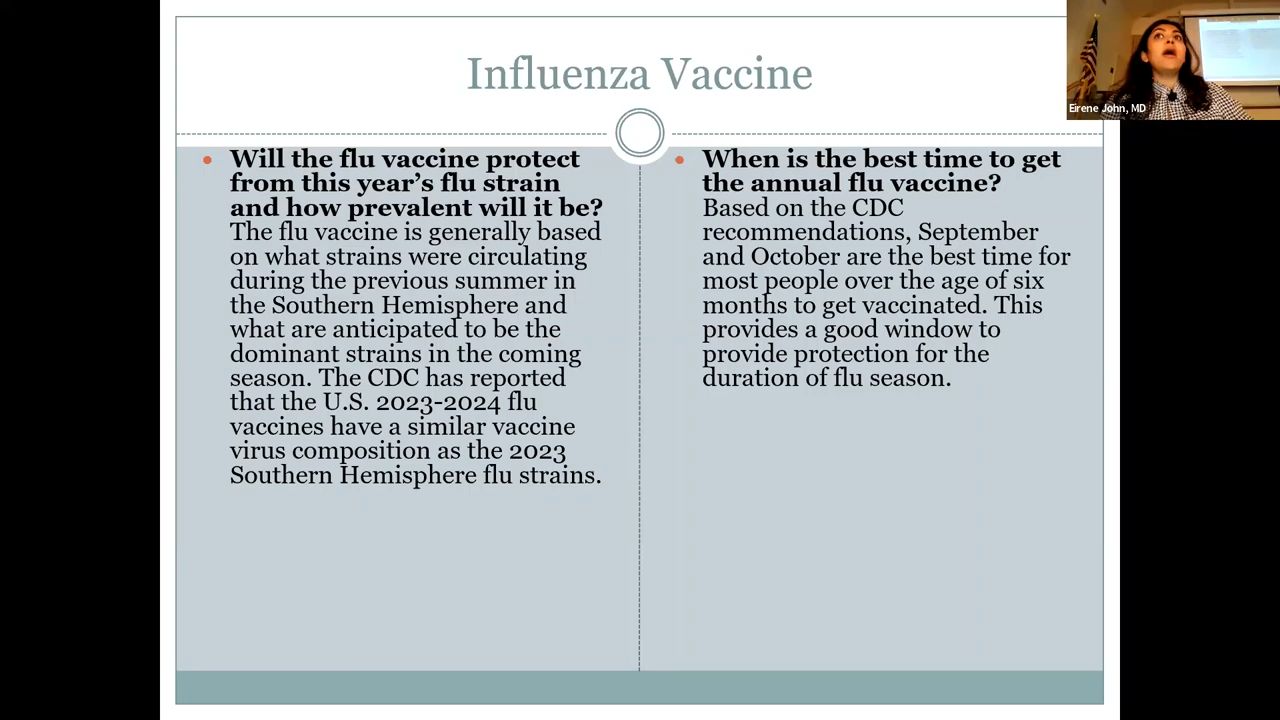 Influenza Vaccine
Eirene John, MD
Will the flu vaccine protect
from this year's flu strain
and how prevalent will it be?
The flu vaccine is generally based
on what strains were circulating
during the previous summer in
the Southern Hemisphere and
what are anticipated to be the
dominant strains in the coming
season. The CDC has reported
that the U.S. 2023-2024 flu
vaccines have a similar vaccine
virus composition as the 2023
Southern Hemisphere flu strains.
When is the best time to get
the annual flu vaccine?
Based on the CDC
recommendations, September
and October are the best time for
most people over the age of six
months to get vaccinated. This
provides a good window to
provide protection for the
duration of flu season.